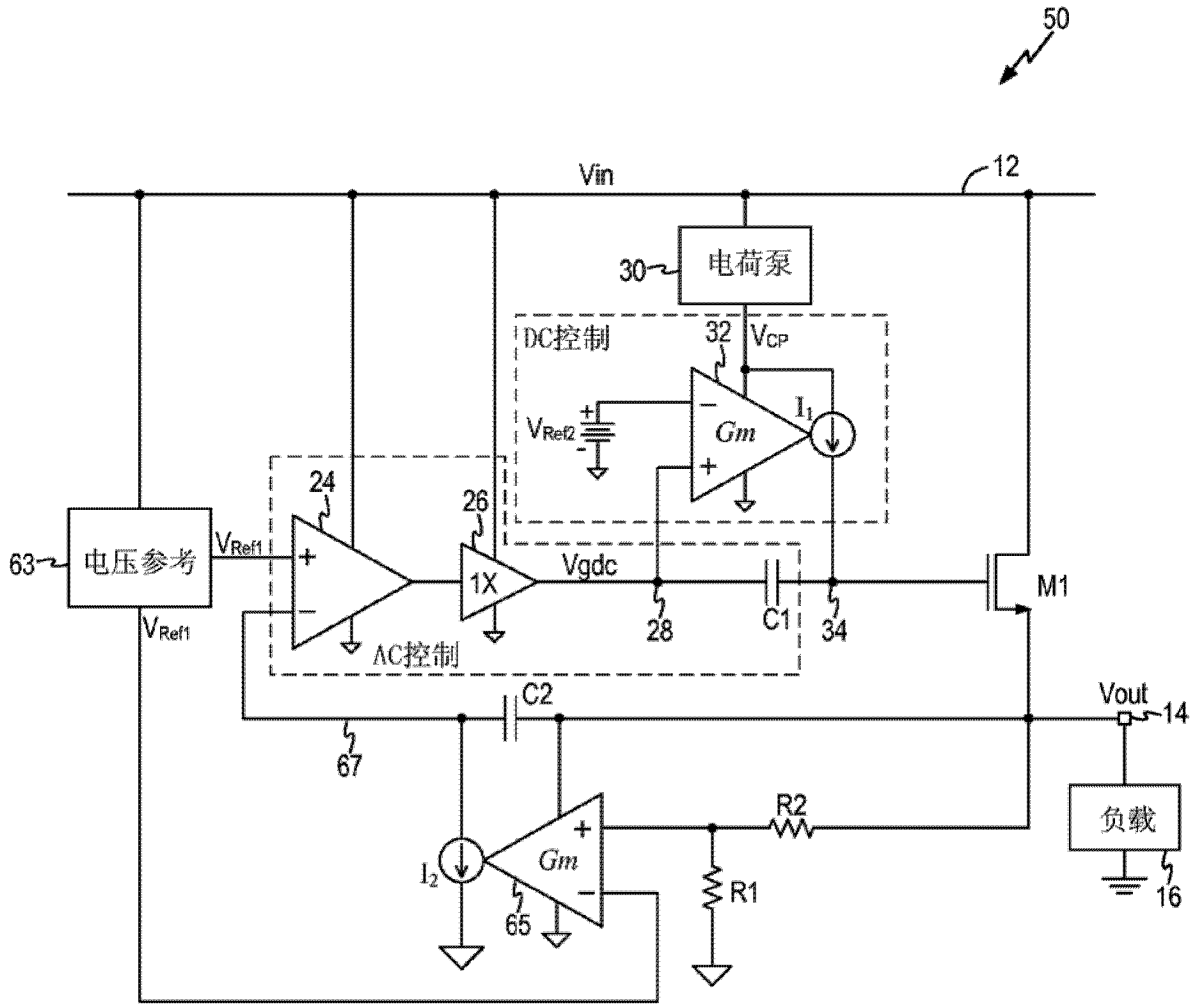 50
12
Vin
30
电荷泵
DC控制
32
VCP
VRef2
+
-
−
Gm
+
I1
24
26
63
电压参考
VRef1
+
−
1X
Vgdc
28
C1
34
M1
VRef1
AC控制
C2
67
Vout
14
R2
+
Gm
−
I2
65
R1
负载
16